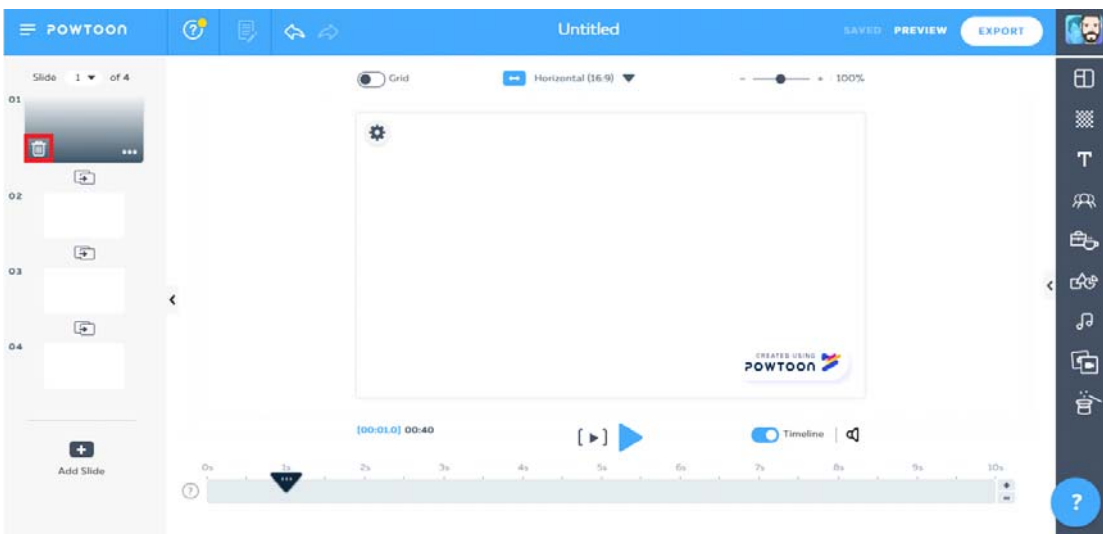 POWTOON
Untitled
SAVED PREVIEW EXPORT
Slide 1 of 4
Grid
Horizontal (16:9)
- + 100%
01
02
03
04
CREATED USING
POWTOON
[00:01.0] 00:40
Timeline
Add Slide
0s 1s 2s 3s 4s 5s 6s 7s 8s 9s 10s
?
+
-
?